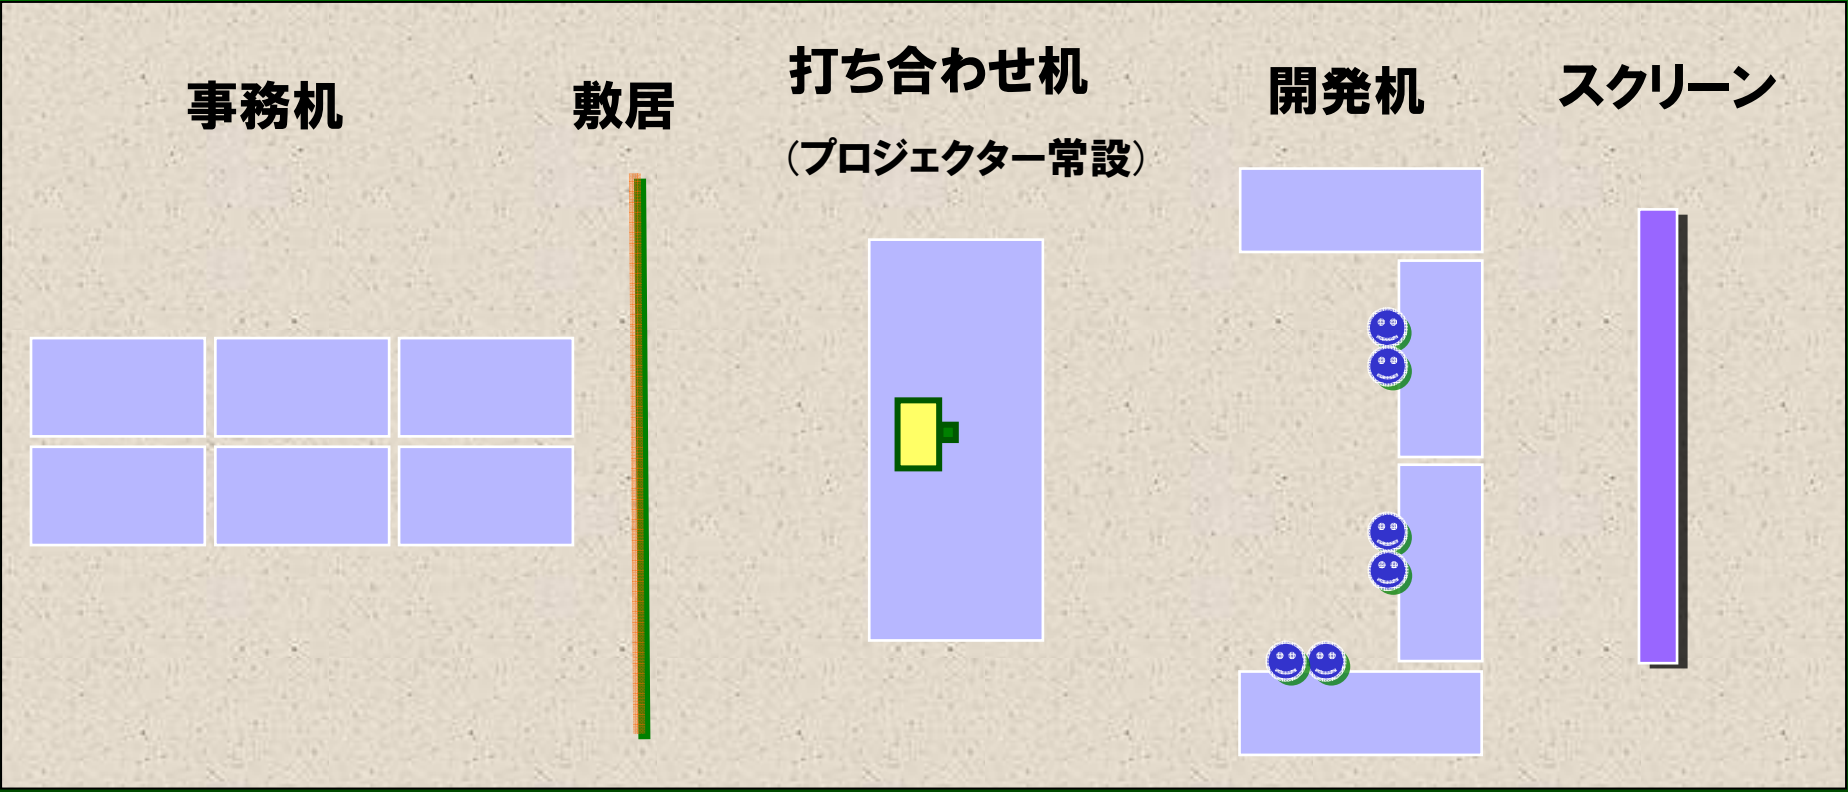 事務机
敷居
打ち合わせ机
（プロジェクター常設）
開発机
スクリーン